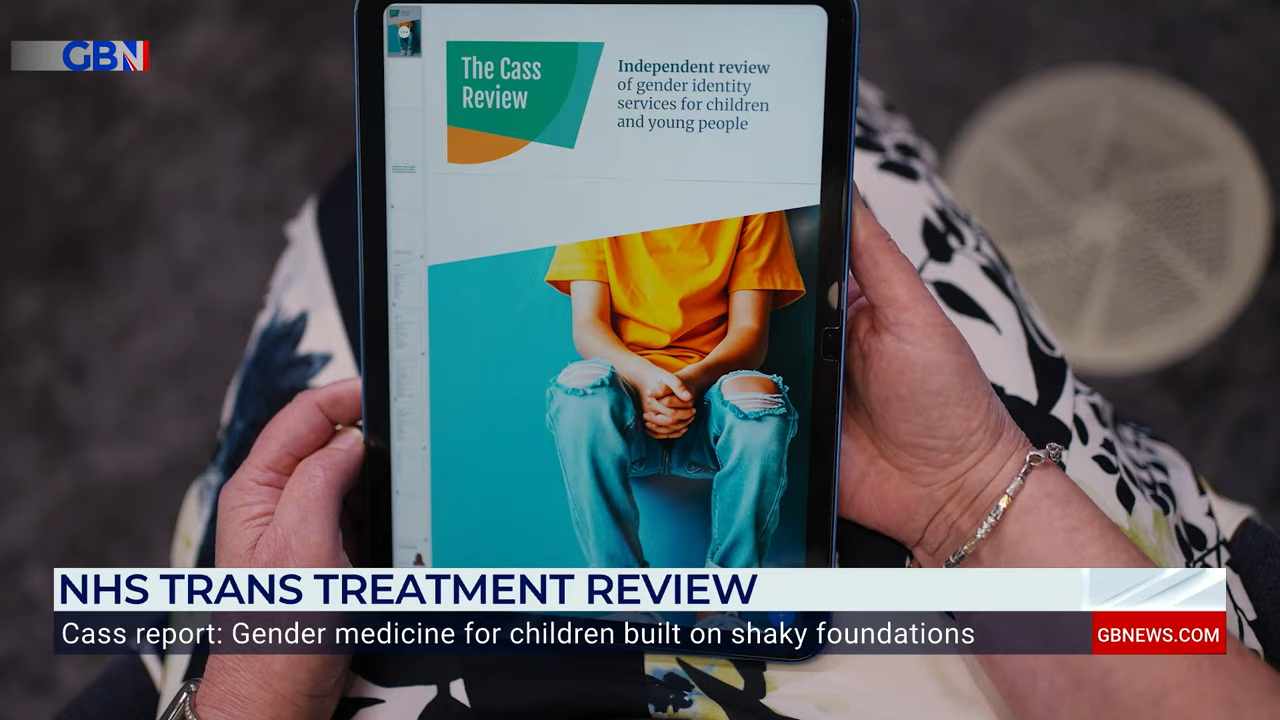 GBN
The Cass
Review
Independent review
of gender identity
services for children
and young people
NHS TRANS TREATMENT REVIEW
Cass report: Gender medicine for children built on shaky foundations
GBNEWS.COM